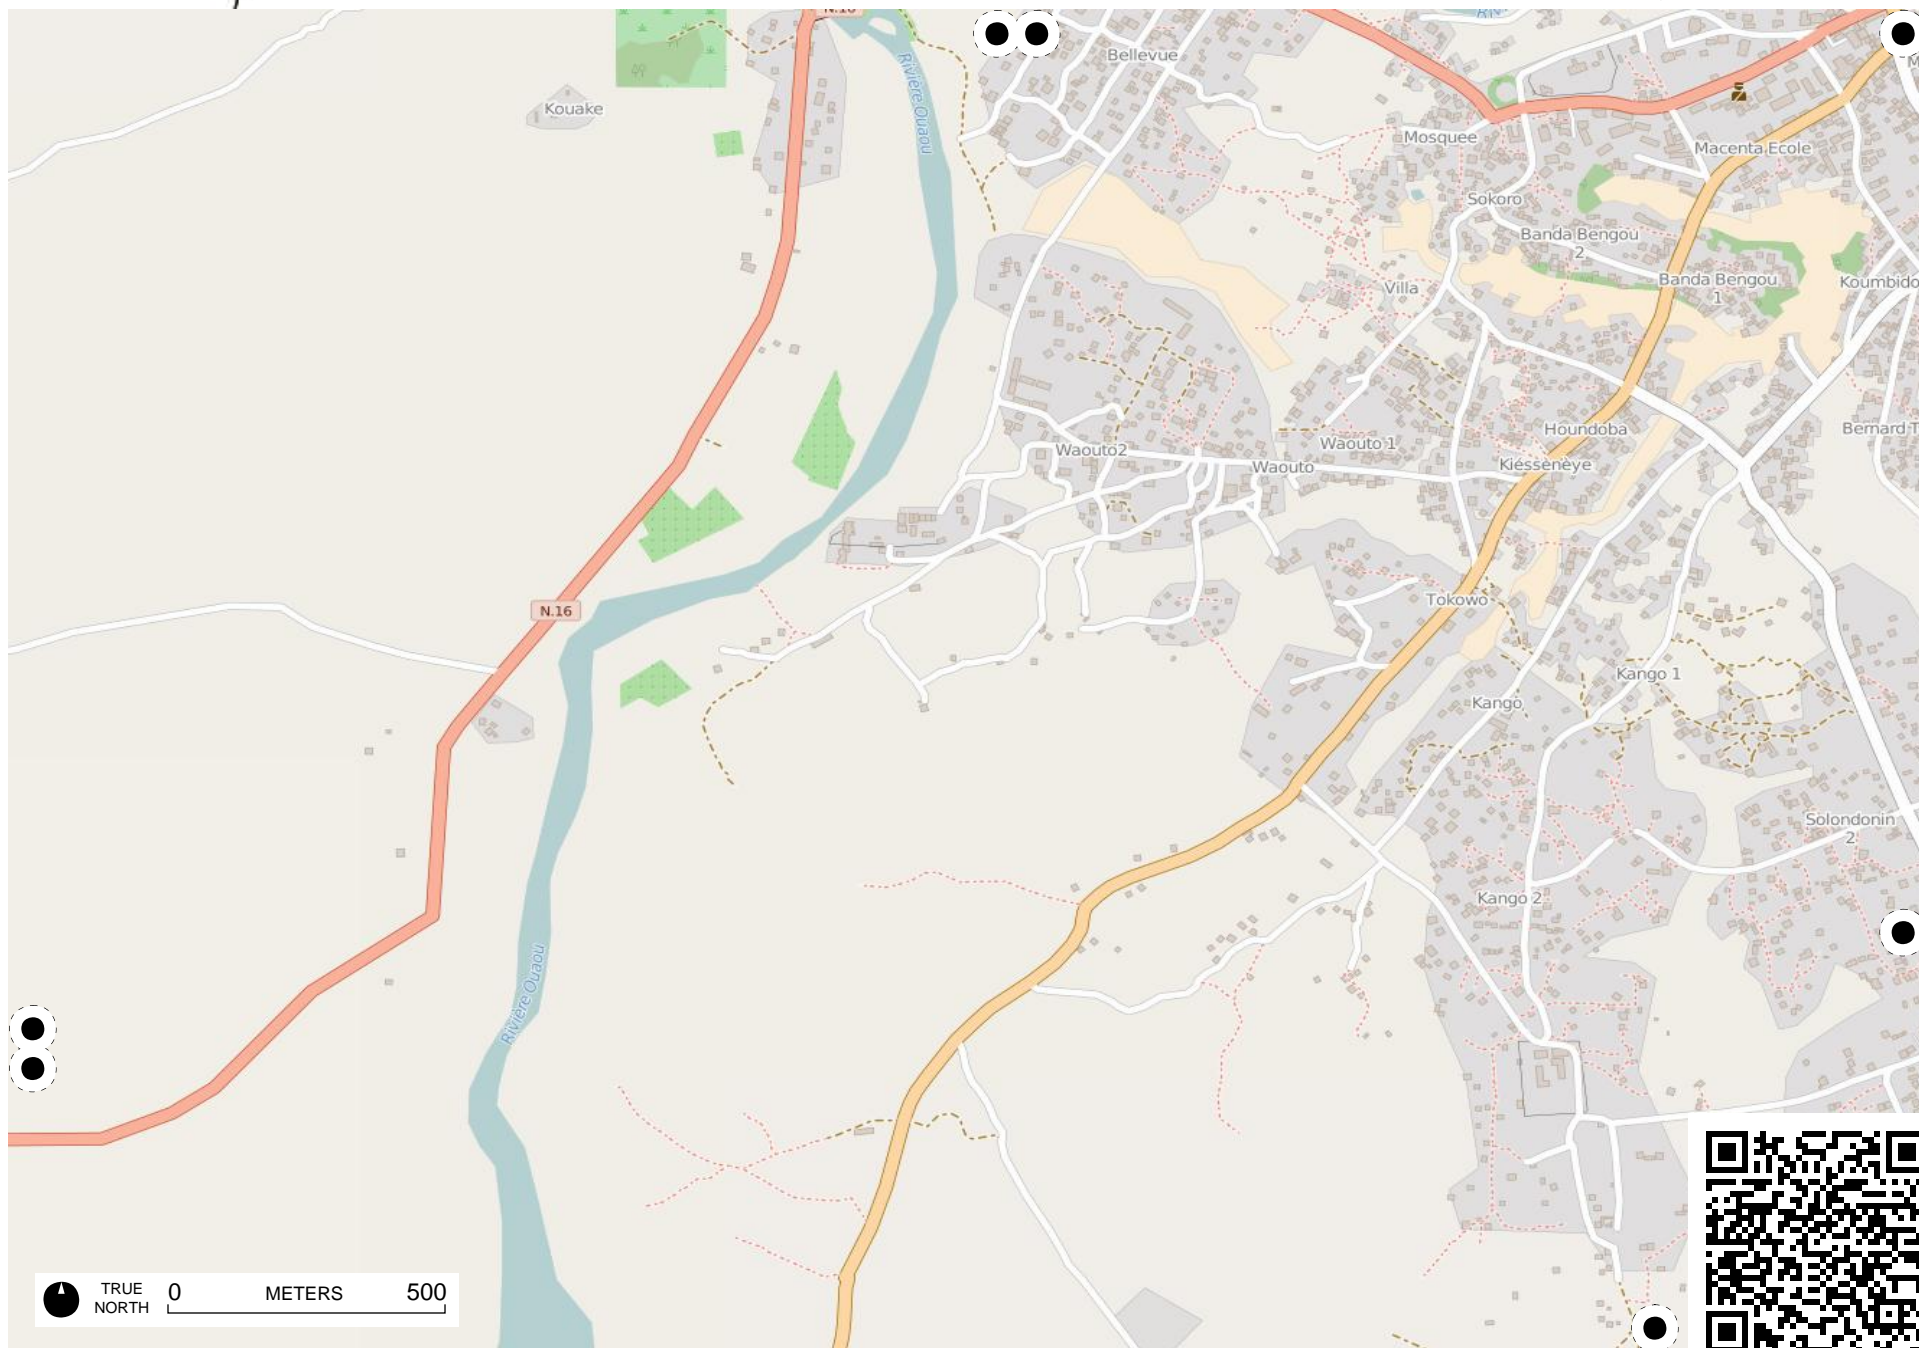 N.16
Bellevue
Rivière Ouaou
Kouake
Mosquee
Macenta Ecole
Sokoro
Banda Bengou
2
Banda Bengou
1
Koumbido
Villa
Houndoba
Bernard T
Waouto 1
Waouto2
Waouto
Kiesseneye
N.16
Tokowo
Kango 1
Kango
Solondonin
2
Kango 2
Rivière Ouaou
TRUE
NORTH
0 METERS 500